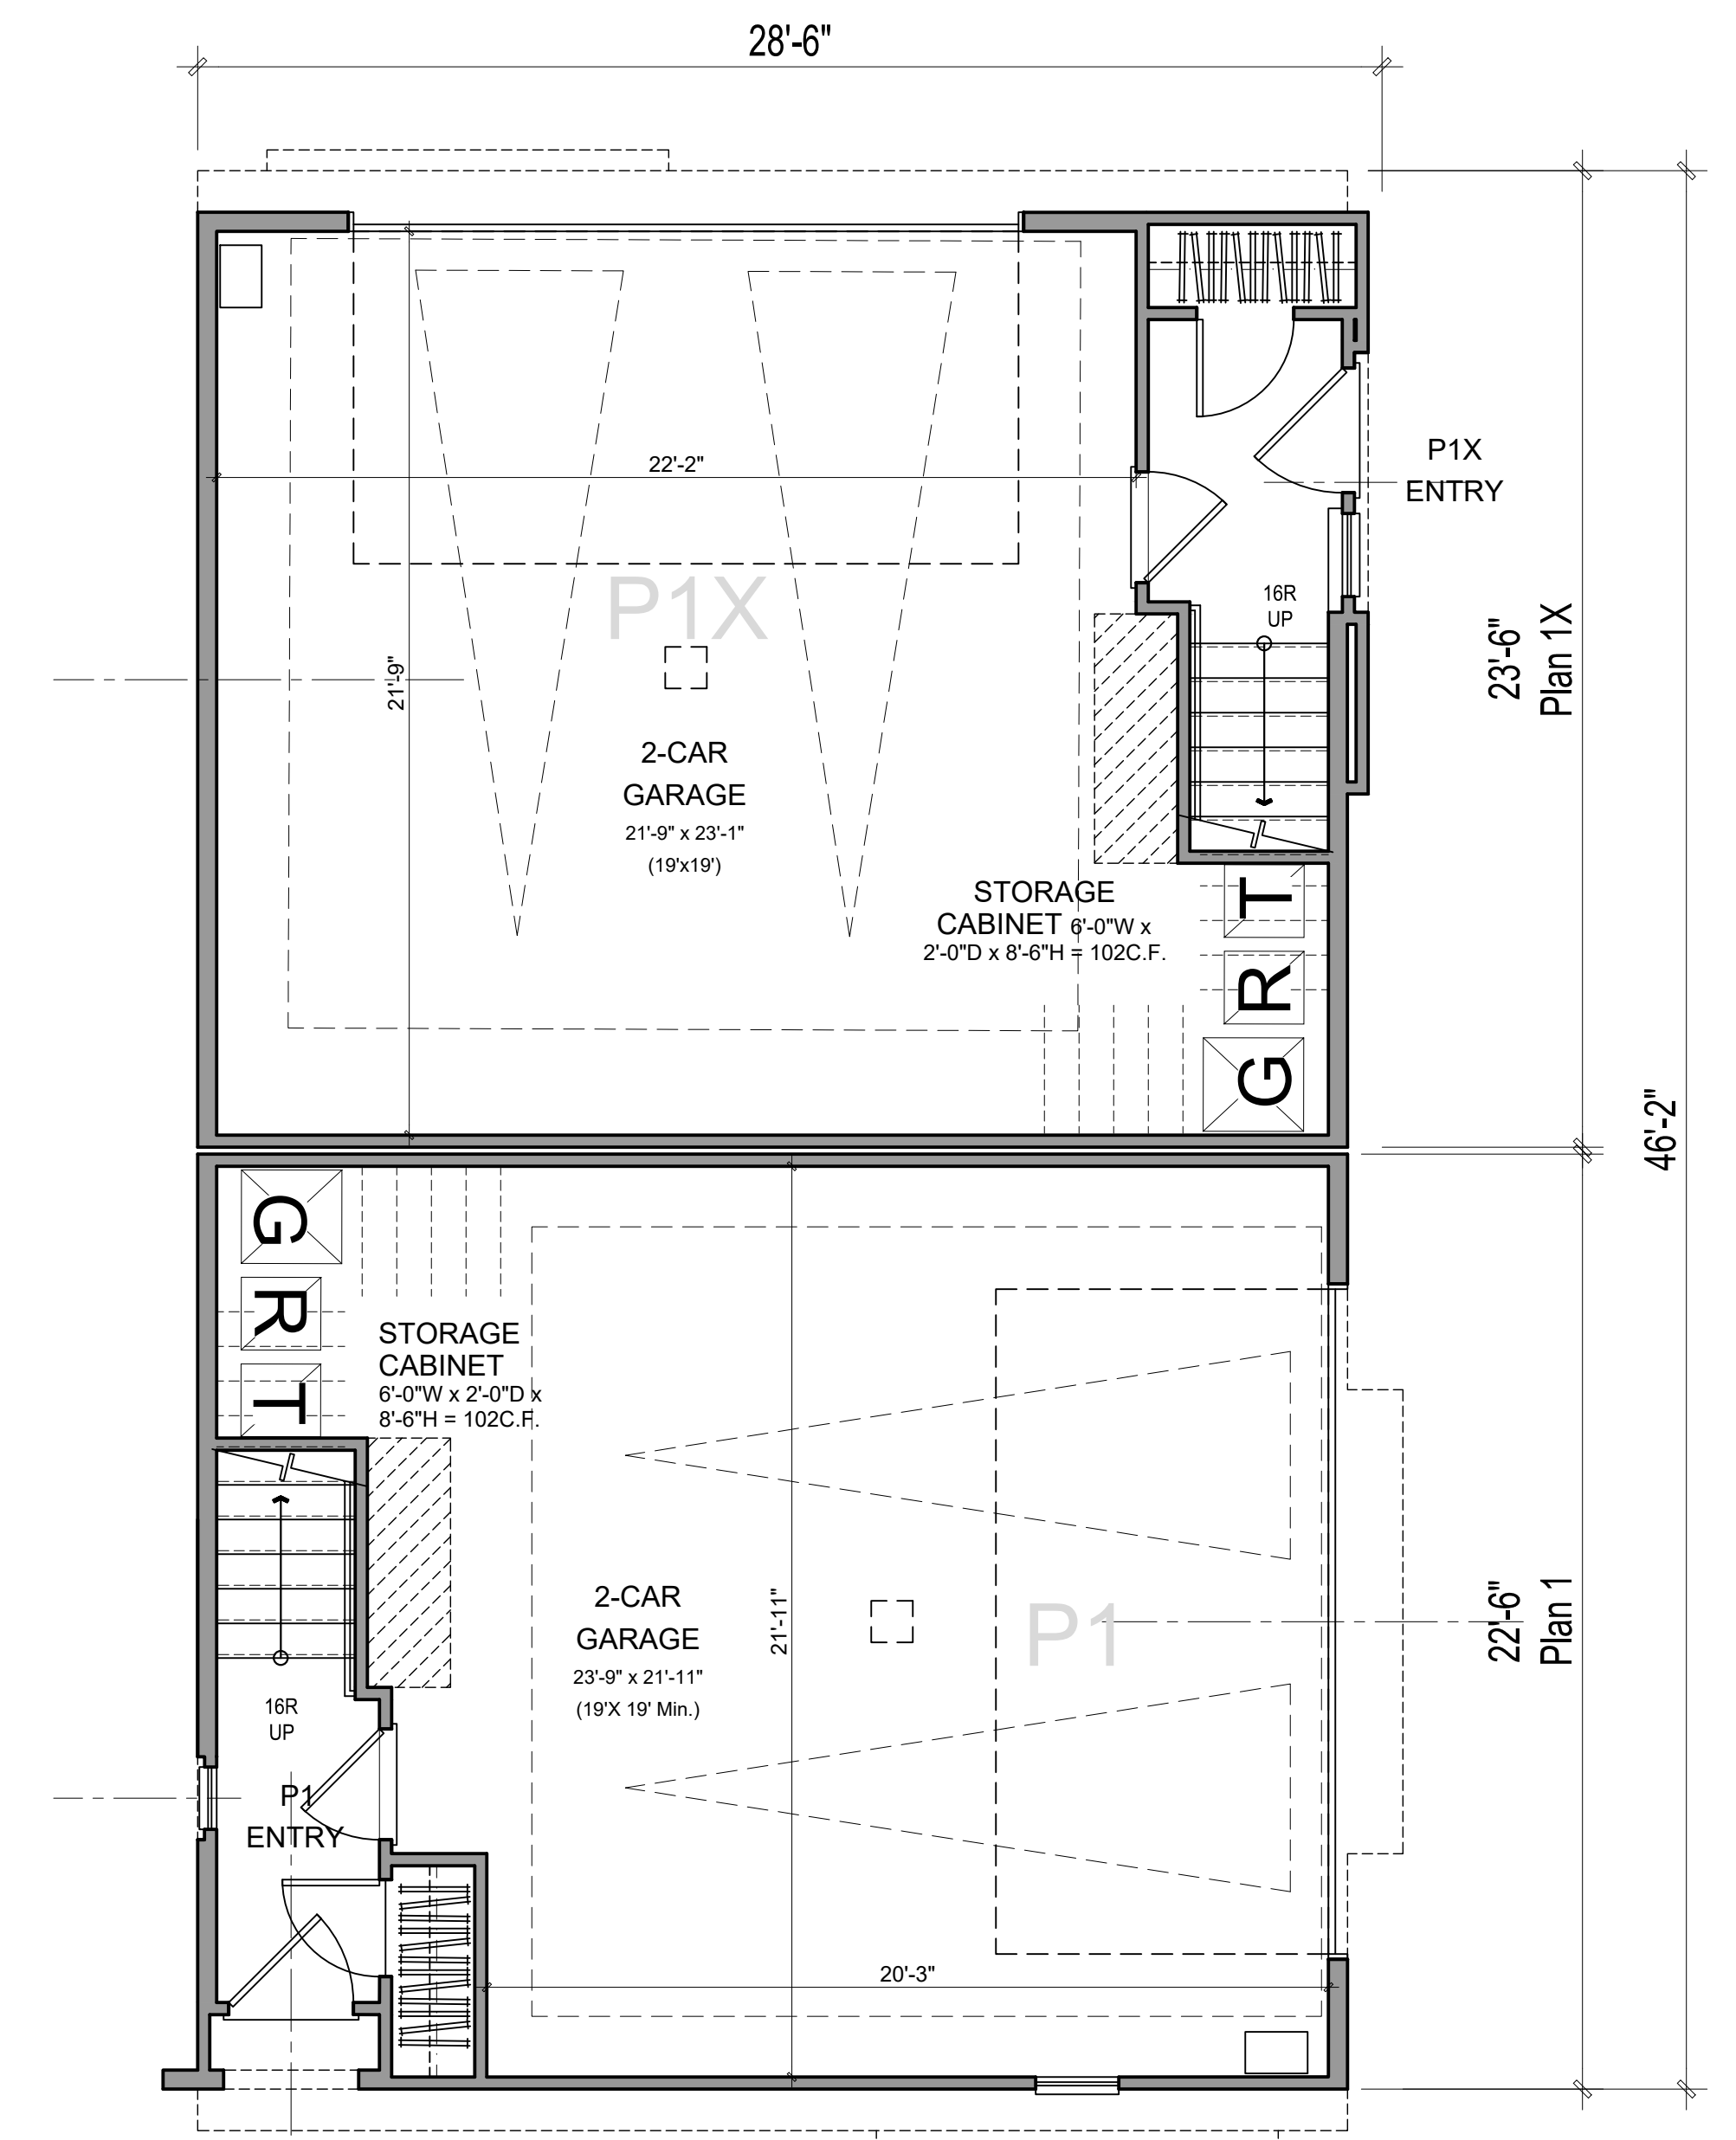 28'-6"
P1X
ENTRY
22'-2"
P1X
16R
UP
21'-9"
23'-6"
Plan 1X
2-CAR
GARAGE
21'-9" x 23'-1"
(19'x19')
STORAGE
CABINET 6'-0"W x
2'-0"D x 8'-6"H = 102C.F.
T
R
G
46'-2"
G
R
T
STORAGE
CABINET
6'-0"W x 2'-0"D x
8'-6"H = 102C.F.
2-CAR
GARAGE
23'-9" x 21'-11"
(19'X 19' Min.)
21'-11"
P1
22'-6"
Plan 1
16R
UP
P1
ENTRY
20'-3"